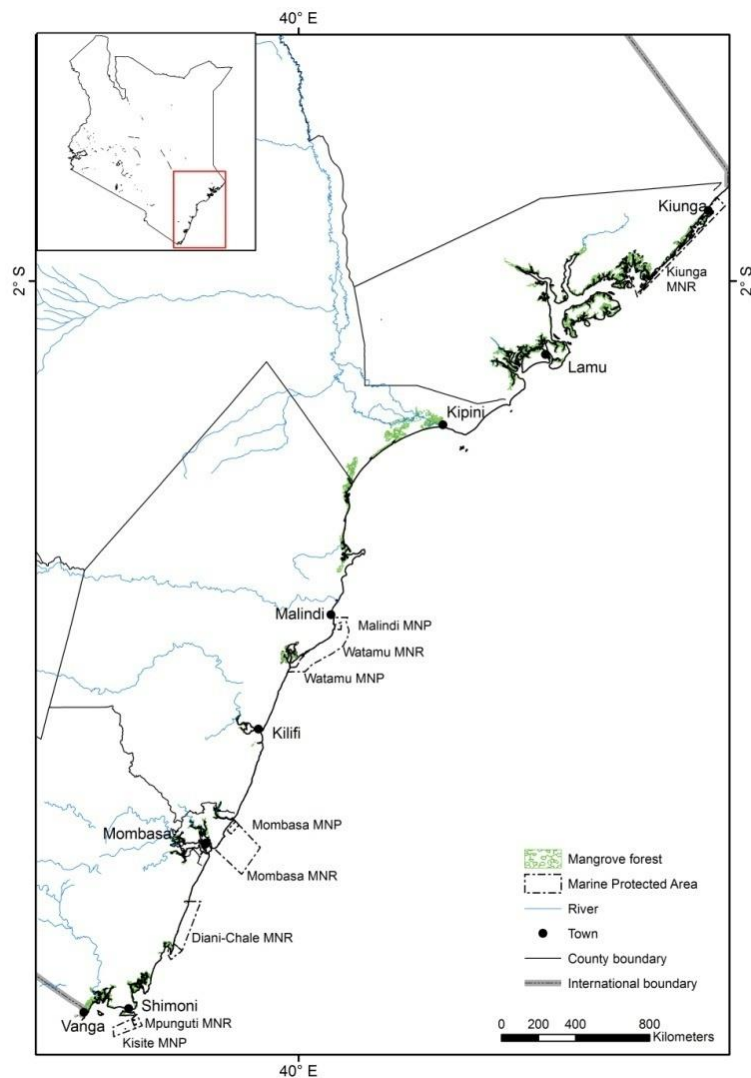 40° E
2° S
2° S
Kiunga
Kiunga
MNR
Lamu
Kipini
Malindi
Malindi MNP
Watamu MNR
Watamu MNP
Kilifi
Mombasa
Mombasa MNP
Mombasa MNR
Diani-Chale MNR
Shimoni
Vanga
Mpunguti MNR
Kisite MNP
Mangrove forest
Marine Protected Area
River
Town
County boundary
International boundary
0 200 400 800
Kilometers
40° E